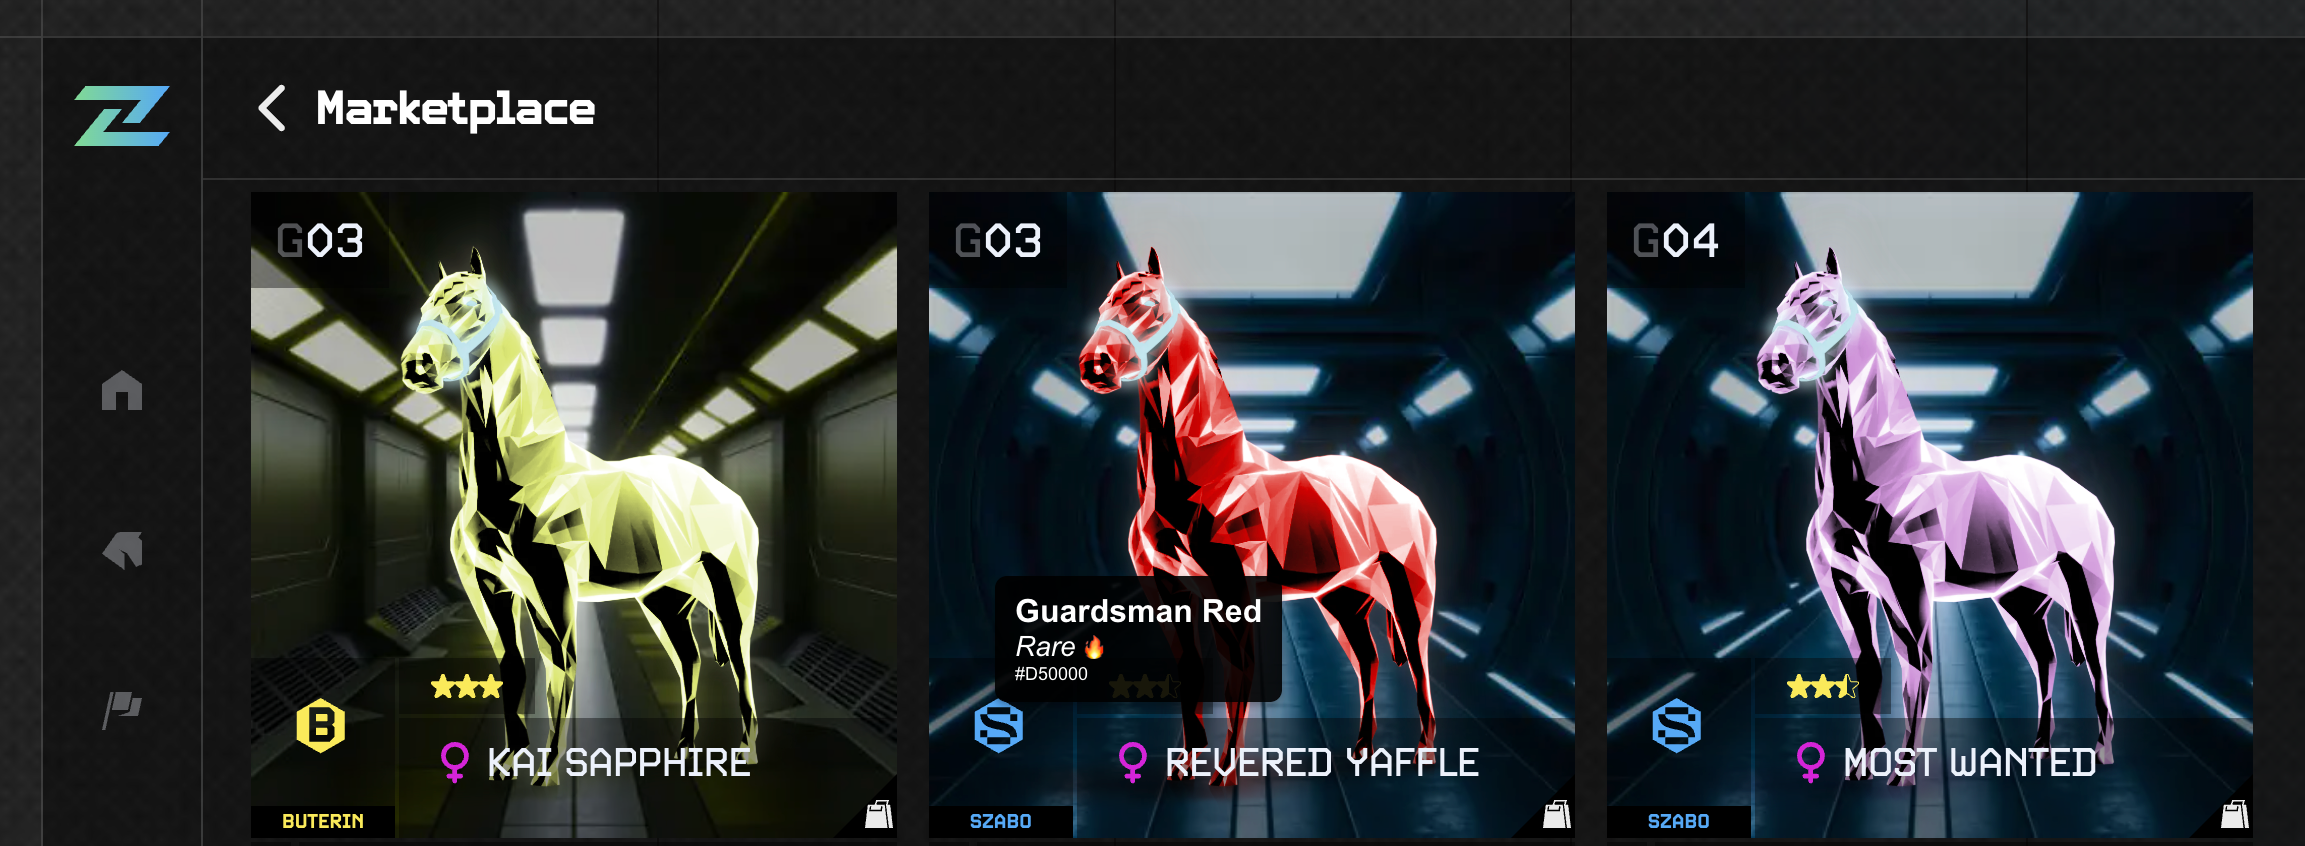 Marketplace
G03
BUTERIN
♀ KAI SAPPHIRE
G03
Guardsman Red
Rare 🔥
#D50000
SZABO
♀ REVERED YAFFLE
G04
SZABO
♀ MOST WANTED